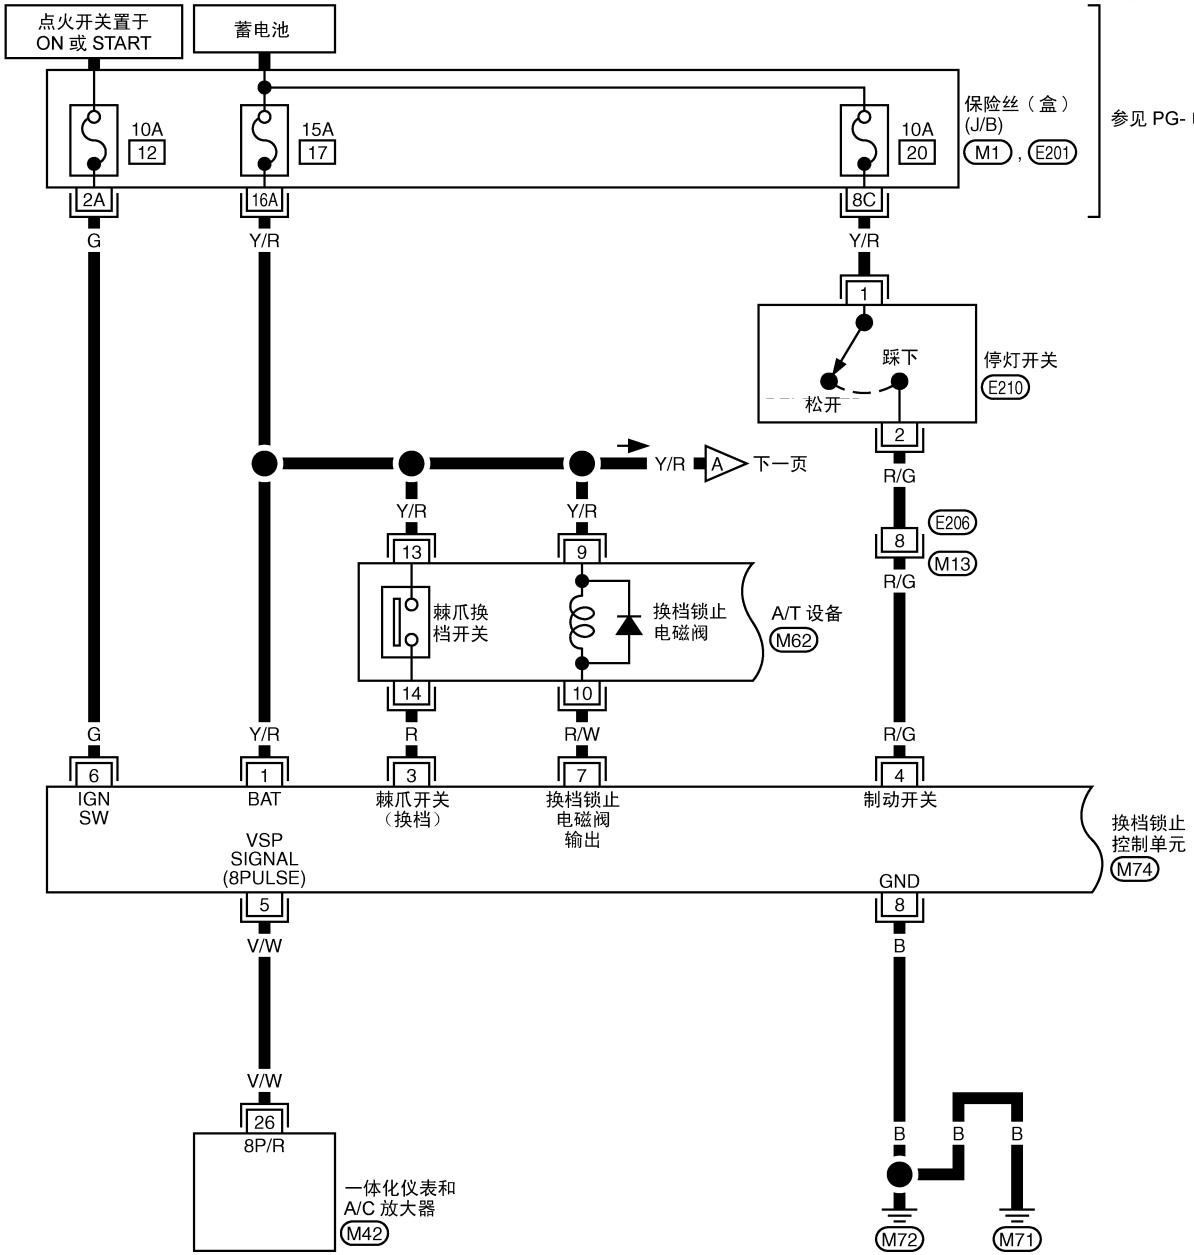 点火开关置于
ON 或 START
蓄电池
10A
12
15A
17
10A
20
保险丝（盒）
(J/B)
M1 , E201
参见 PG-
2A
16A
8C
G
Y/R
Y/R
1
踩下
松开
停灯开关
E210
2
R/G
Y/R
A
下一页
Y/R
Y/R
E206
8
M13
R/G
13
9
棘爪换
档开关
换档锁止
电磁阀
A/T 设备
M62
14
10
G
Y/R
R
R/W
R/G
6
1
3
7
4
IGN
SW
BAT
棘爪开关
（换档）
换档锁止
电磁阀
输出
制动开关
换档锁止
控制单元
M74
VSP
SIGNAL
(8PULSE)
GND
5
8
V/W
B
V/W
26
8P/R
B
B
B
一体化仪表和
A/C 放大器
M42
M72
M71